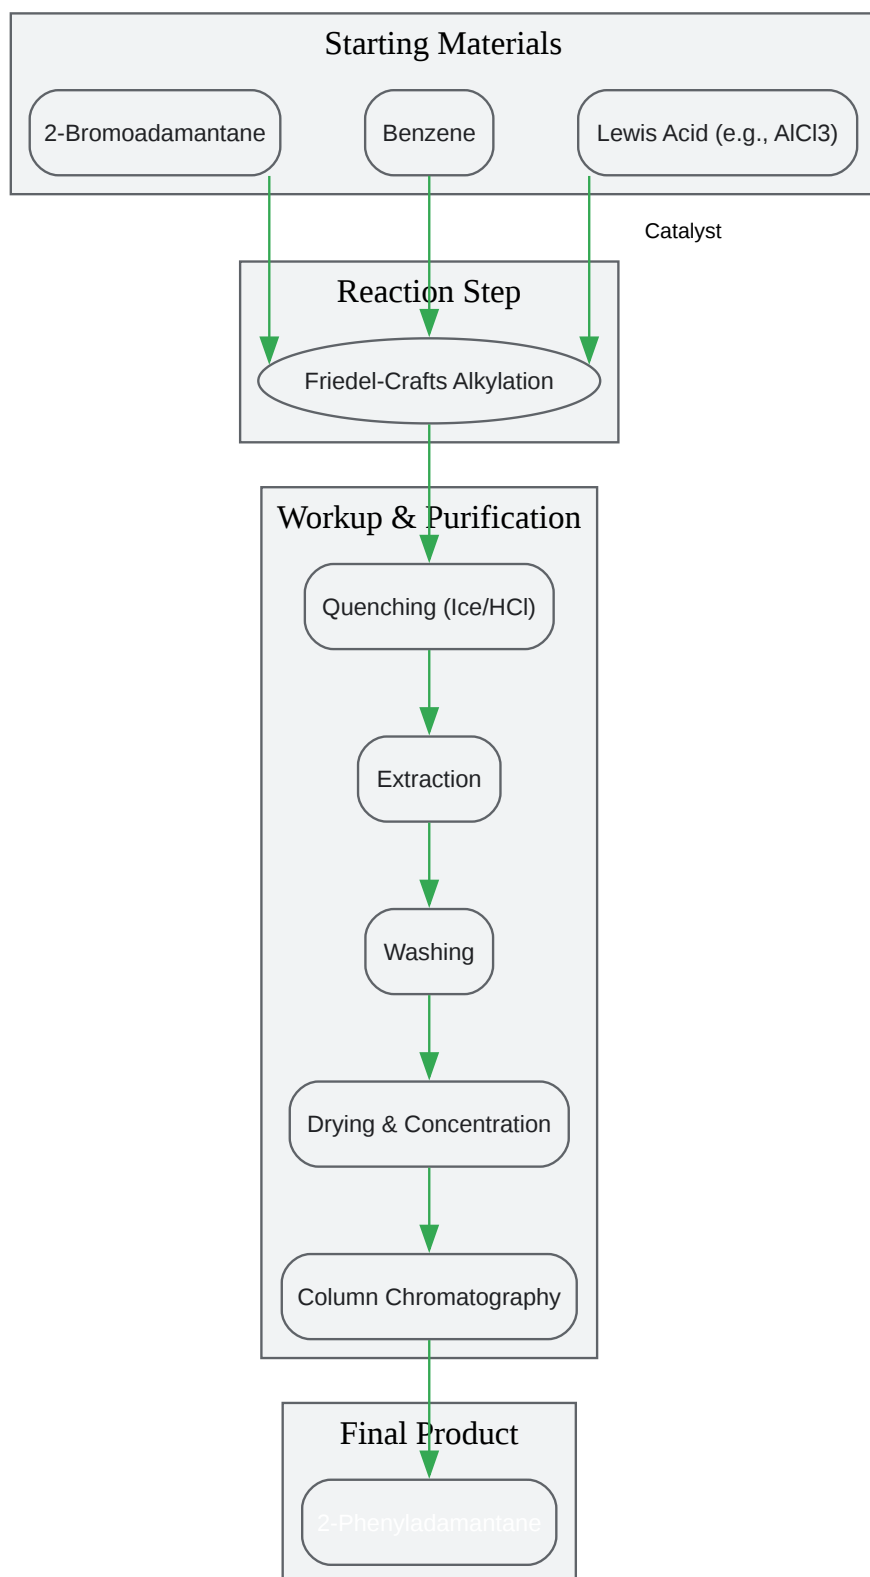 Starting Materials
2-Bromoadamantane
Benzene
Lewis Acid (e.g., AlCl3)
Catalyst
Reaction Step
Friedel-Crafts Alkylation
Workup & Purification
Quenching (Ice/HCl)
Extraction
Washing
Drying & Concentration
Column Chromatography
Final Product
2-Phenyladamantane